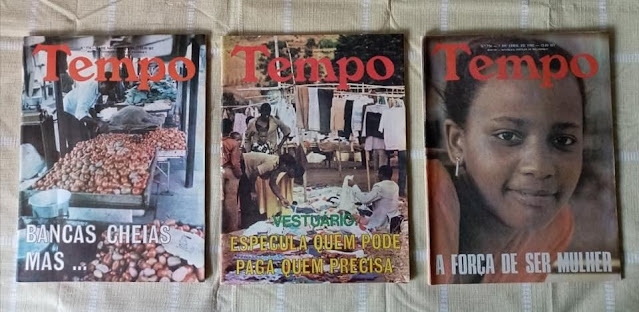 Tempo
BANCAS CHEIAS
MAS ...
Tempo
VESTUÁRIO
ESPECULA QUEM PODE
PAGA QUEM PRECISA
Tempo
A FORÇA DE SER MULHER